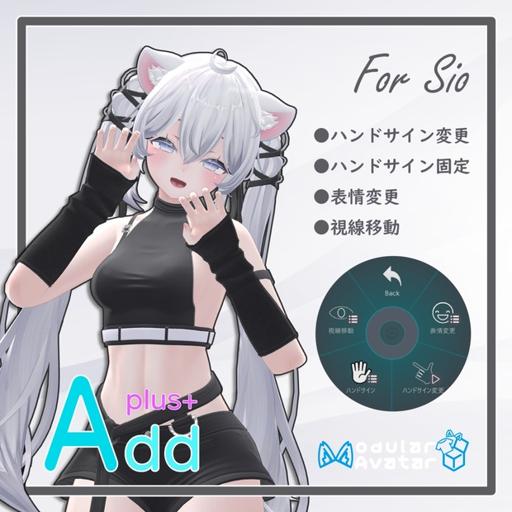 For Sio
●ハンドサイン変更
●ハンドサイン固定
●表情変更
●視線移動
Back
視線移動
表情変更
ハンドサイン
ハンドサイン変更
plus+
Add
Modular
Avatar